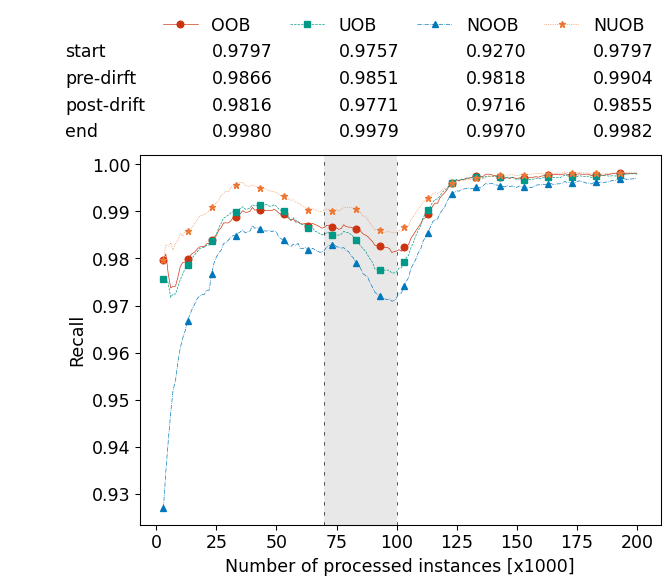 OOB UOB NOOB NUOB
start 0.9797 0.9757 0.9270 0.9797
pre-dirft 0.9866 0.9851 0.9818 0.9904
post-drift 0.9816 0.9771 0.9716 0.9855
end 0.9980 0.9979 0.9970 0.9982
1.00
0.99
0.98
0.97
0.96
0.95
0.94
0.93
Recall
0 25 50 75 100 125 150 175 200
Number of processed instances [x1000]